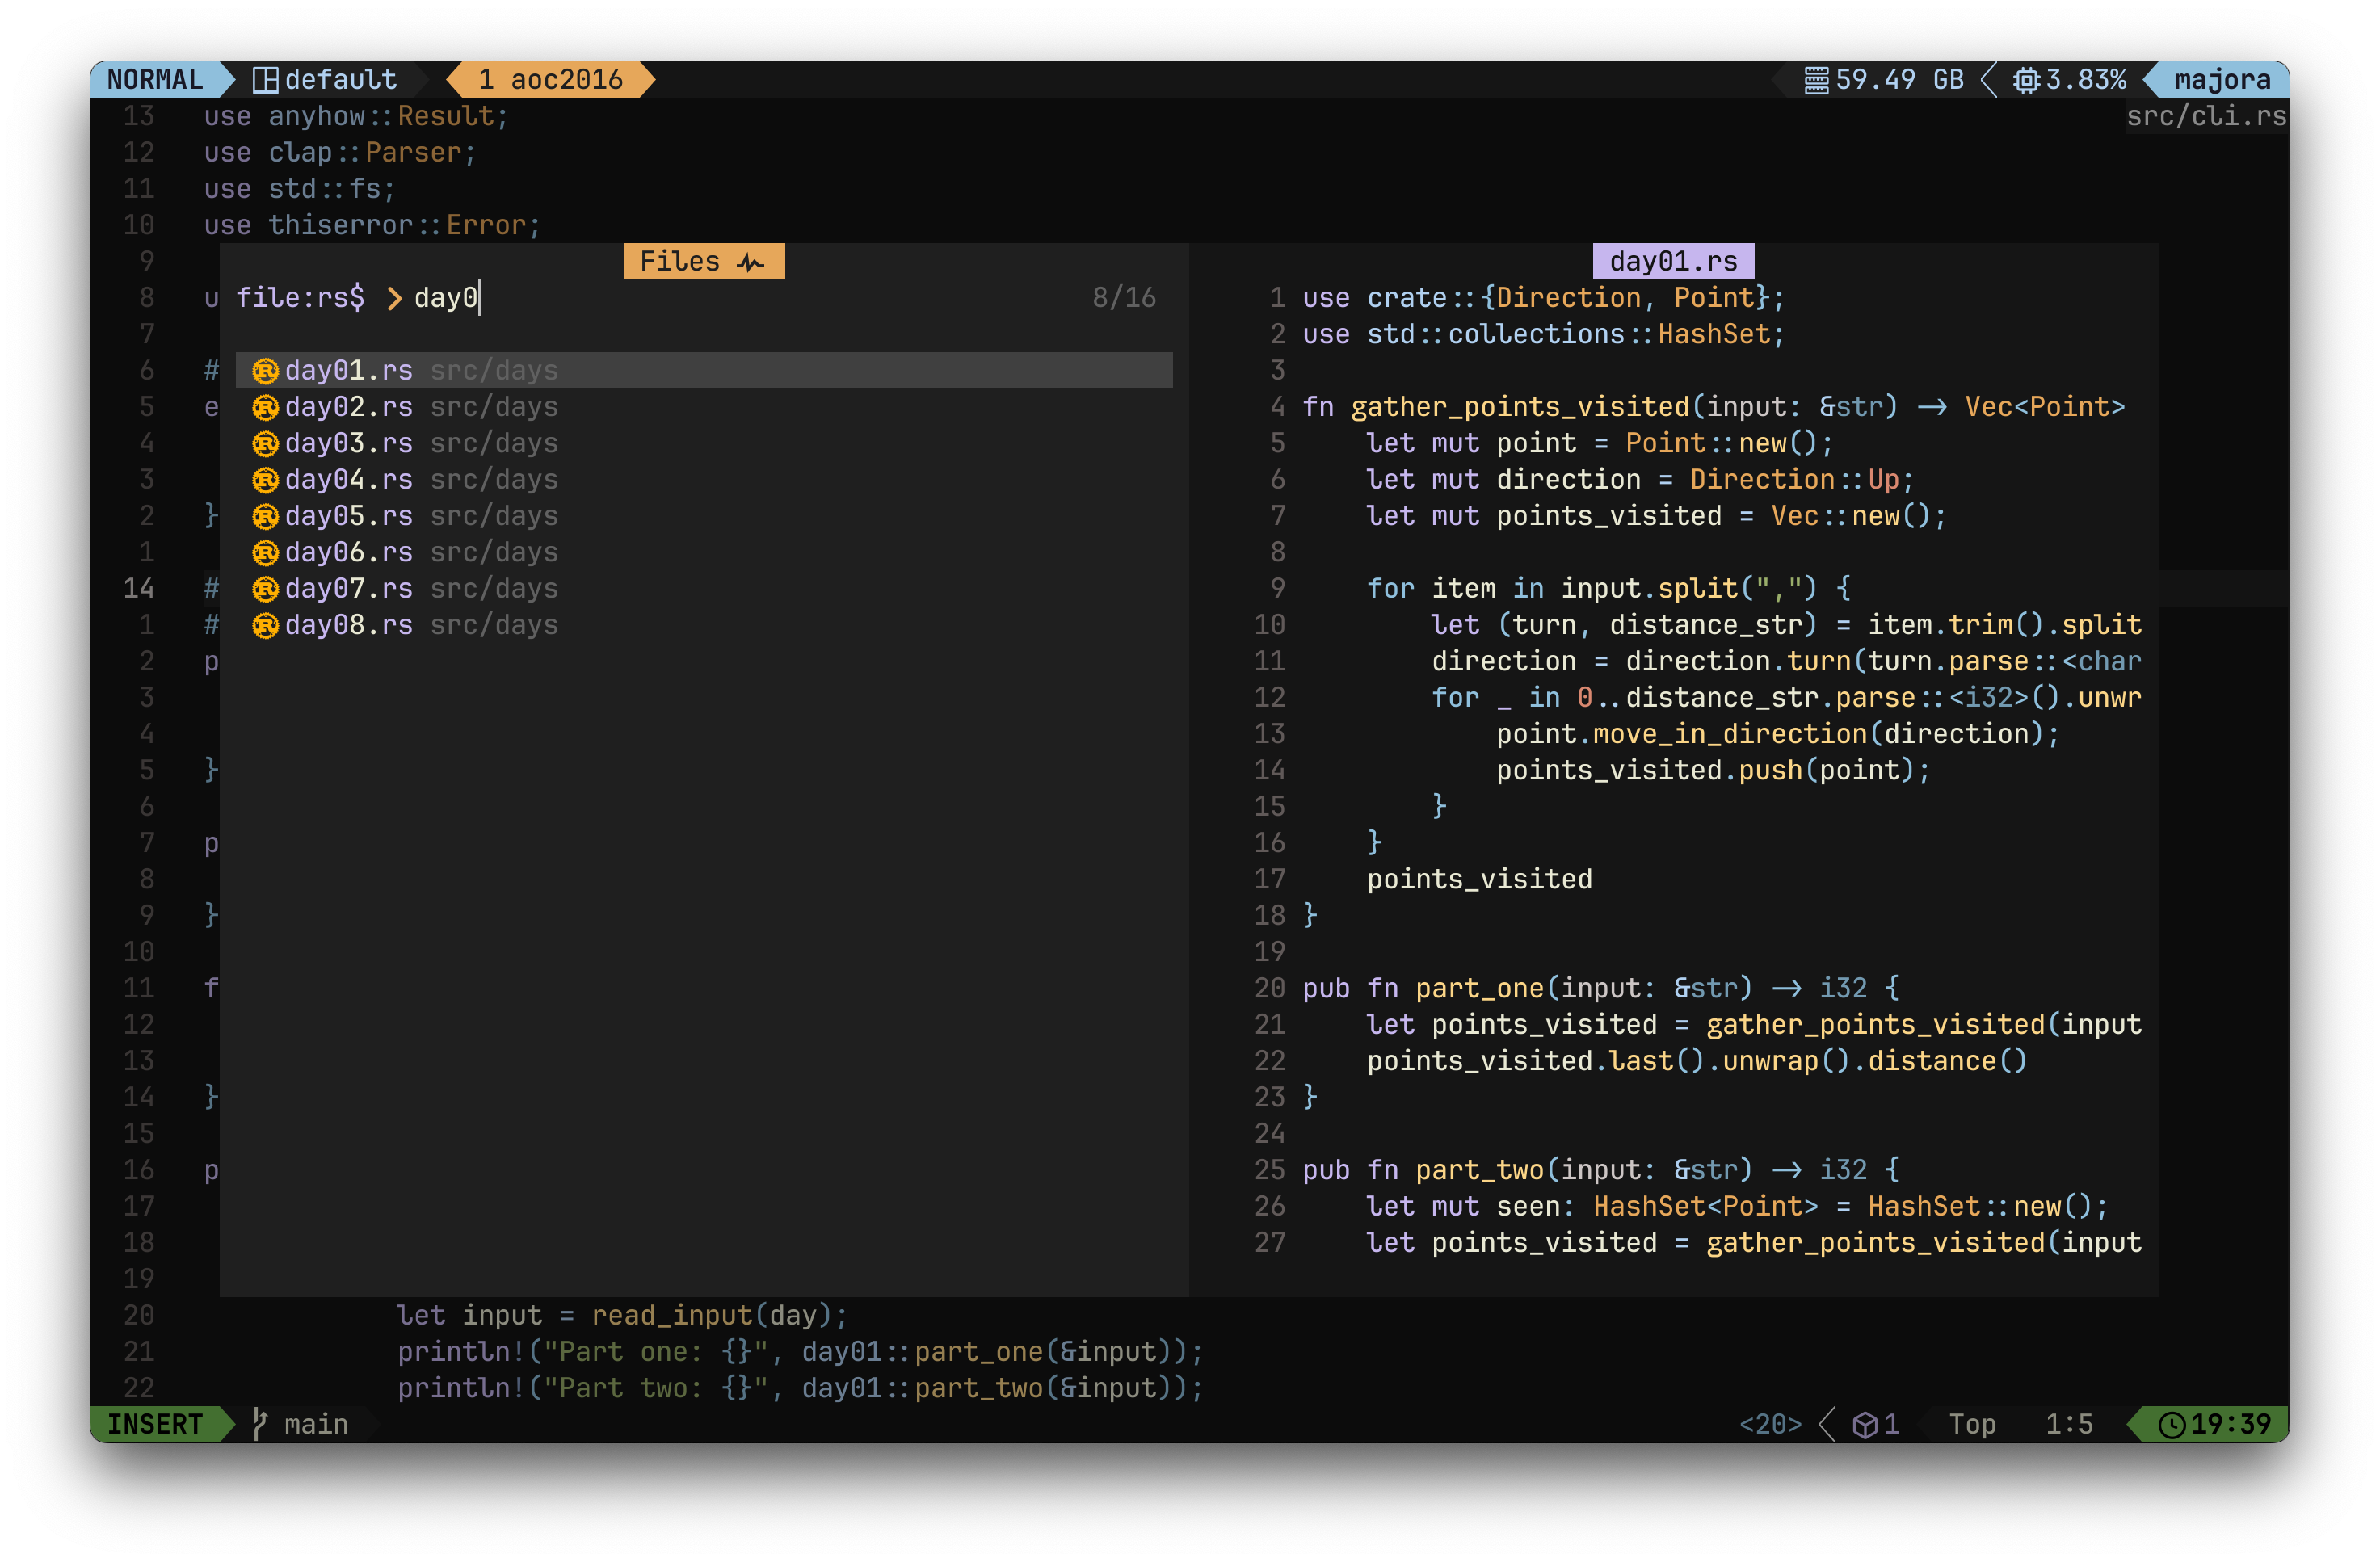 NORMAL default 1 aoc2016 59.49 GB 3.83% majora
13 use anyhow::Result; src/cli.rs
12 use clap::Parser;
11 use std::fs;
10 use thiserror::Error;
9 Files day01.rs
8 u file:rs$ > day0 8/16 1 use crate::{Direction, Point};
7 2 use std::collections::HashSet;
6 # day01.rs src/days 3
5 e day02.rs src/days 4 fn gather_points_visited(input: &str) -> Vec<Point>
4 day03.rs src/days 5 let mut point = Point::new();
3 day04.rs src/days 6 let mut direction = Direction::Up;
2 } day05.rs src/days 7 let mut points_visited = Vec::new();
1 day06.rs src/days 8
14 # day07.rs src/days 9 for item in input.split(",") {
1 # day08.rs src/days 10 let (turn, distance_str) = item.trim().split
2 p 11 direction = direction.turn(turn.parse::<char
3 12 for _ in 0..distance_str.parse::<i32>().unwr
4 13 point.move_in_direction(direction);
5 } 14 points_visited.push(point);
6 15 }
7 p 16 }
8 17 points_visited
9 } 18 }
10 19
11 f 20 pub fn part_one(input: &str) -> i32 {
12 21 let points_visited = gather_points_visited(input
13 22 points_visited.last().unwrap().distance()
14 } 23 }
15 24
16 p 25 pub fn part_two(input: &str) -> i32 {
17 26 let mut seen: HashSet<Point> = HashSet::new();
18 27 let points_visited = gather_points_visited(input
19
20 let input = read_input(day);
21 println!("Part one: {}", day01::part_one(&input));
22 println!("Part two: {}", day01::part_two(&input));
INSERT main <20> 1 Top 1:5 19:39